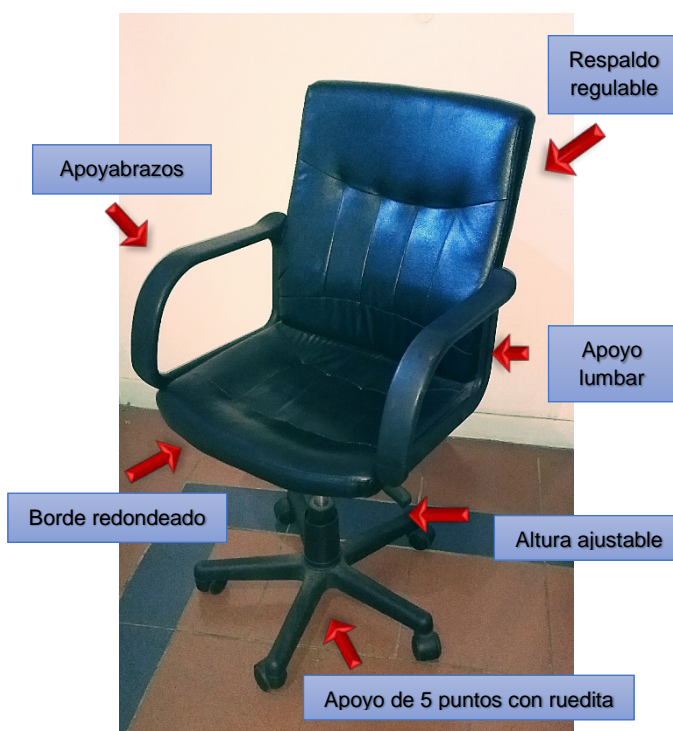 Respaldo
regulable
Apoyabrazos
Apoyo
lumbar
Borde redondeado
Altura ajustable
Apoyo de 5 puntos con ruedita